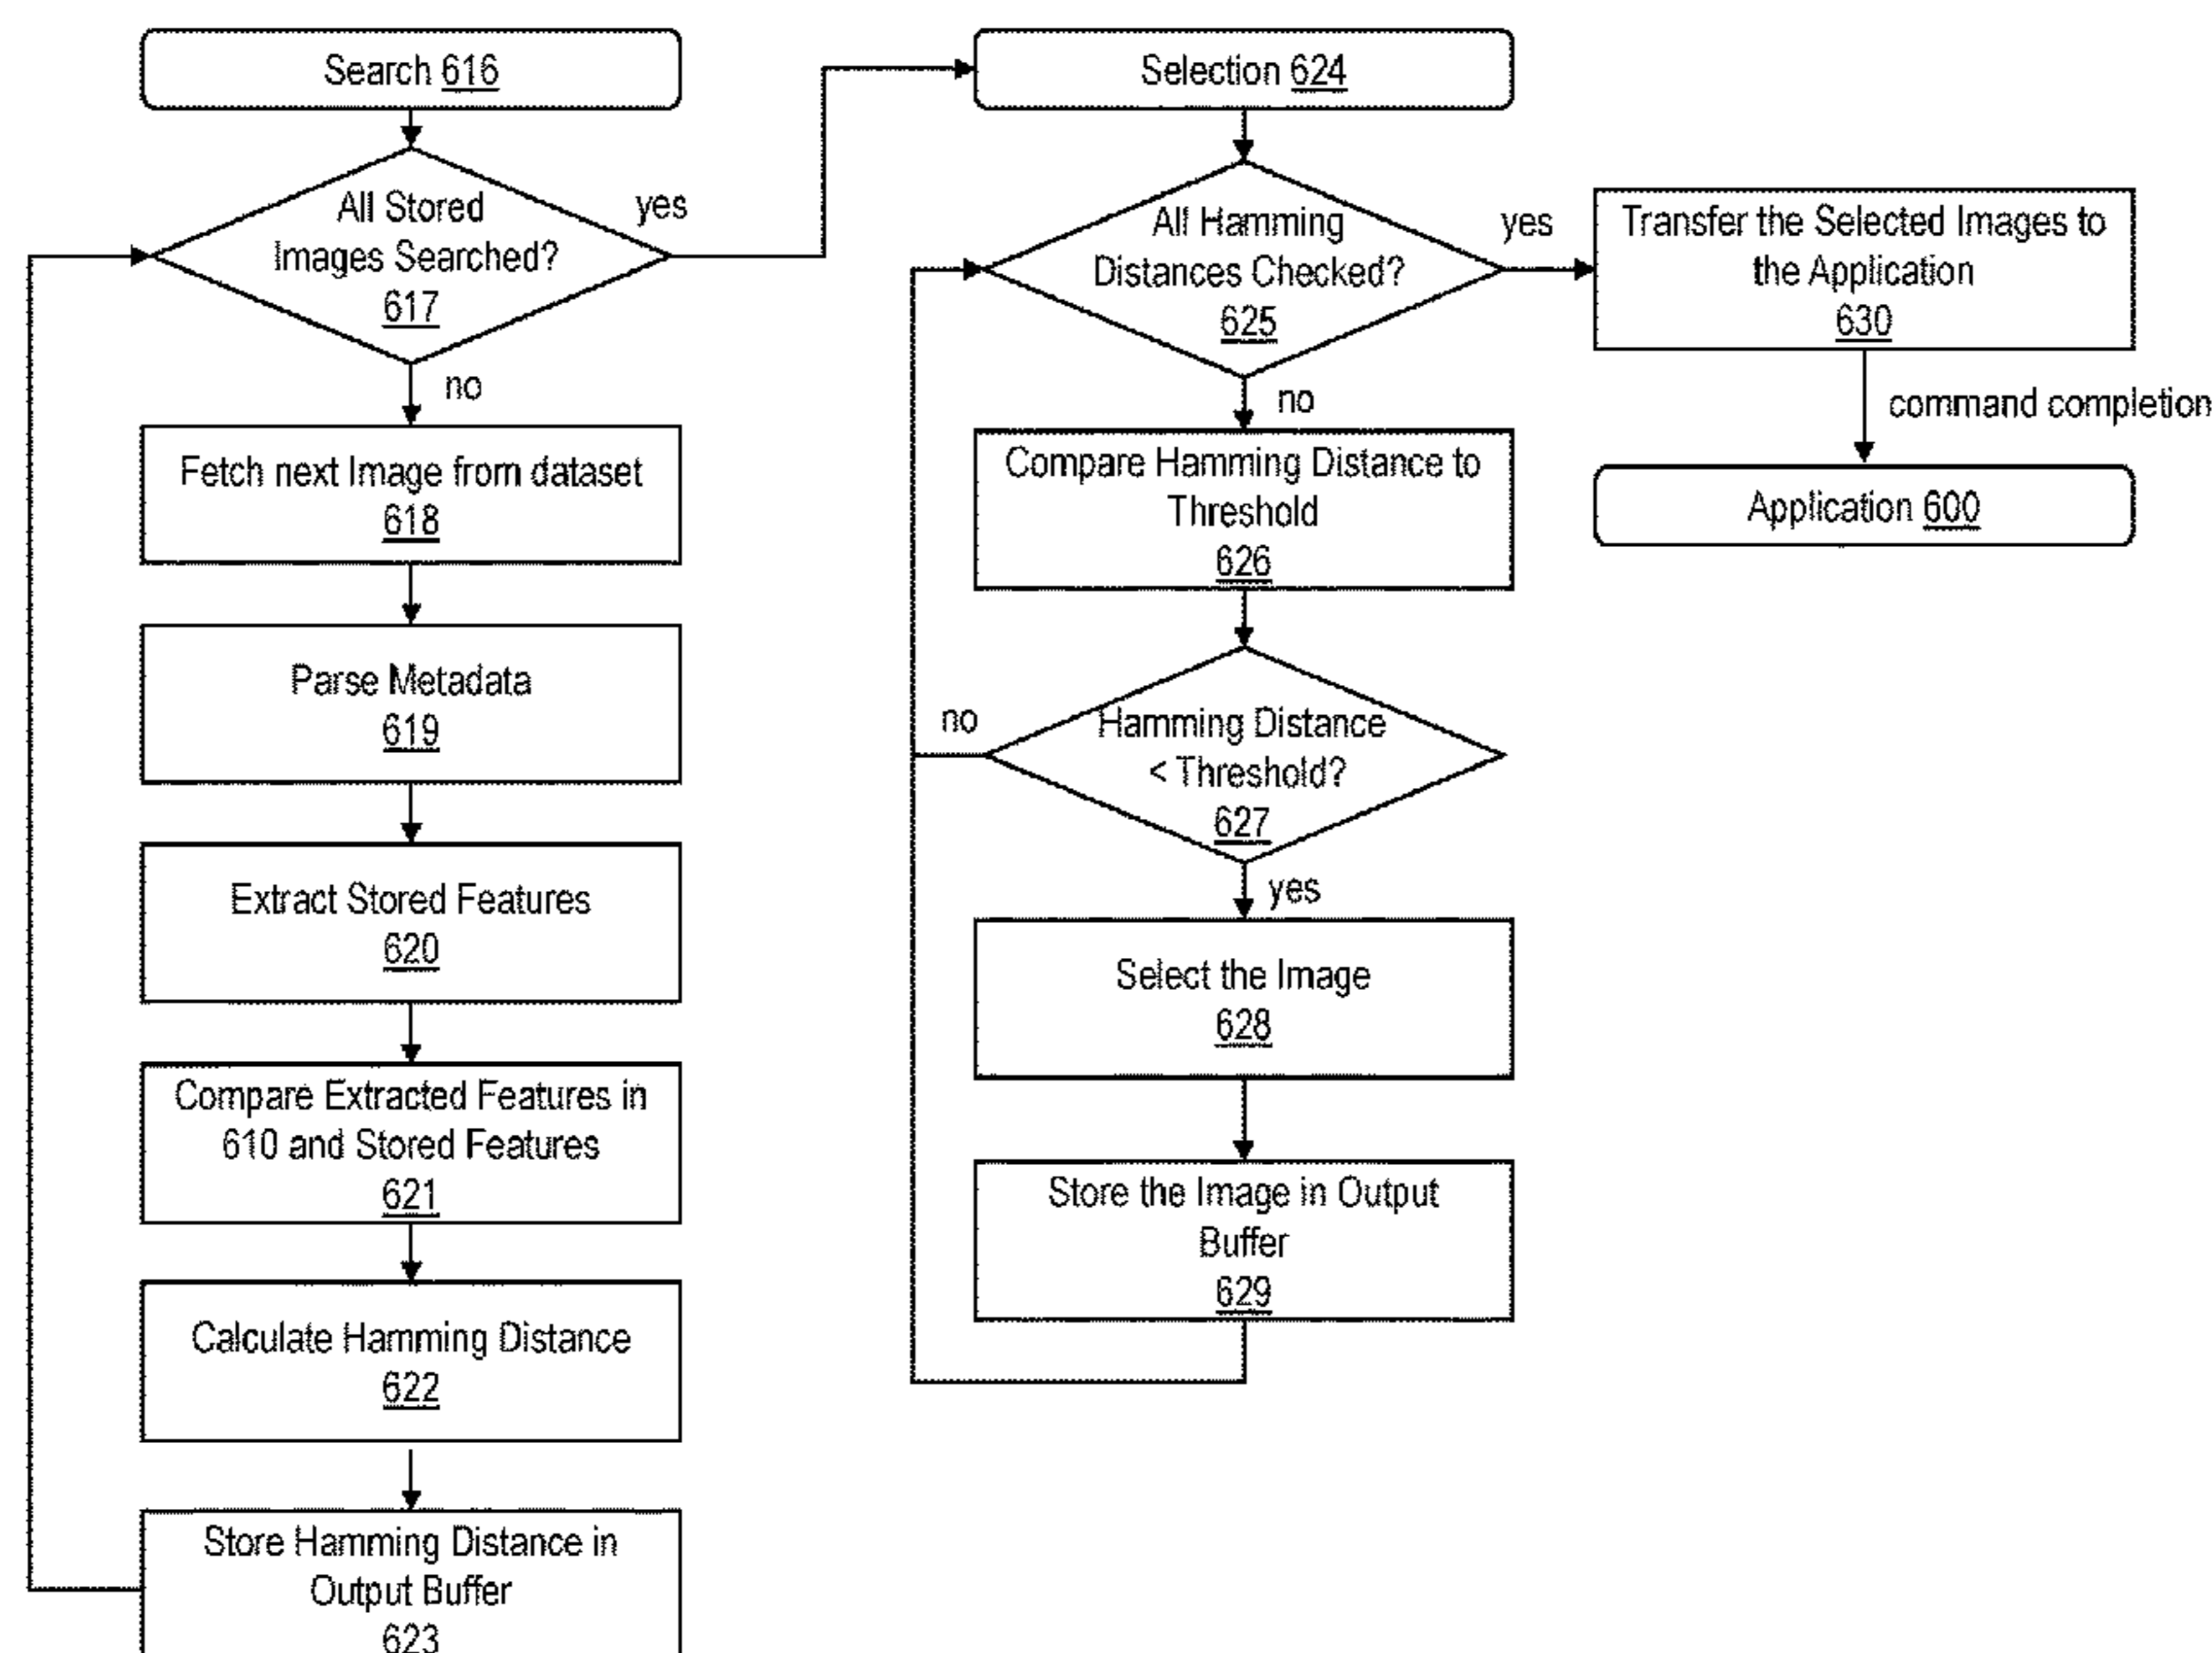 Search 616
All Stored
Images Searched?
617
yes
no
Fetch next Image from dataset
618
Parse Metadata
619
Extract Stored Features
620
Compare Extracted Features in
610 and Stored Features
621
Calculate Hamming Distance
622
Store Hamming Distance in
Output Buffer
623
Selection 624
All Hamming
Distances Checked?
625
yes
no
Compare Hamming Distance to
Threshold
626
Hamming Distance
< Threshold?
627
no
yes
Select the Image
628
Store the Image in Output
Buffer
629
Transfer the Selected Images to
the Application
630
command completion
Application 600